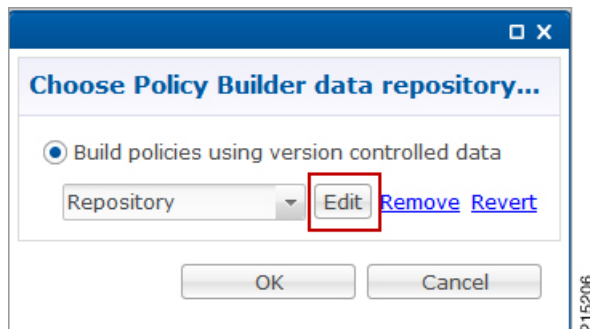 Choose Policy Builder data repository...
Build policies using version controlled data
Repository Edit Remove Revert
OK Cancel
215206